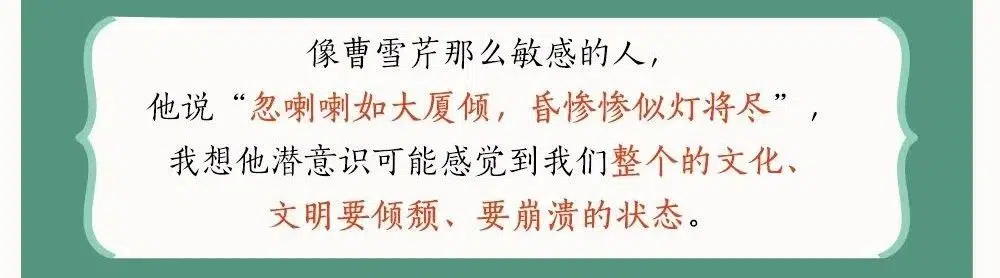 像曹雪芹那么敏感的人，
他说“忽喇喇如大厦倾，昏惨惨似灯将尽”，
我想他潜意识可能感觉到我们整个的文化、
文明要倾颓、要崩溃的状态。